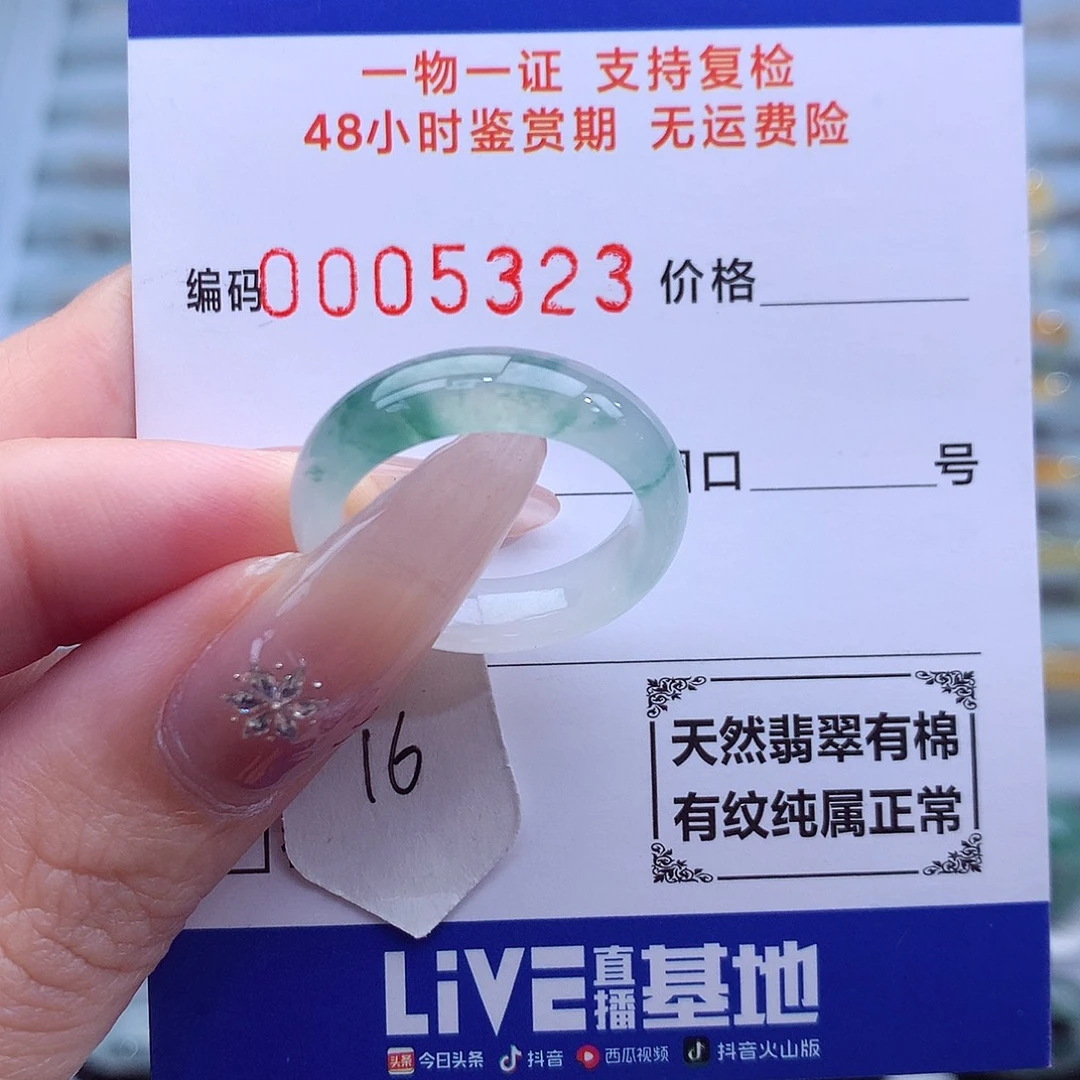 一物一证 支持复检
48小时鉴赏期 无运费险
编码0005323 价格
口 号
16
天然翡翠有棉
有纹纯属正常
LiVE直播基地
头条 今日头条 抖音 西瓜视频 抖音火山版